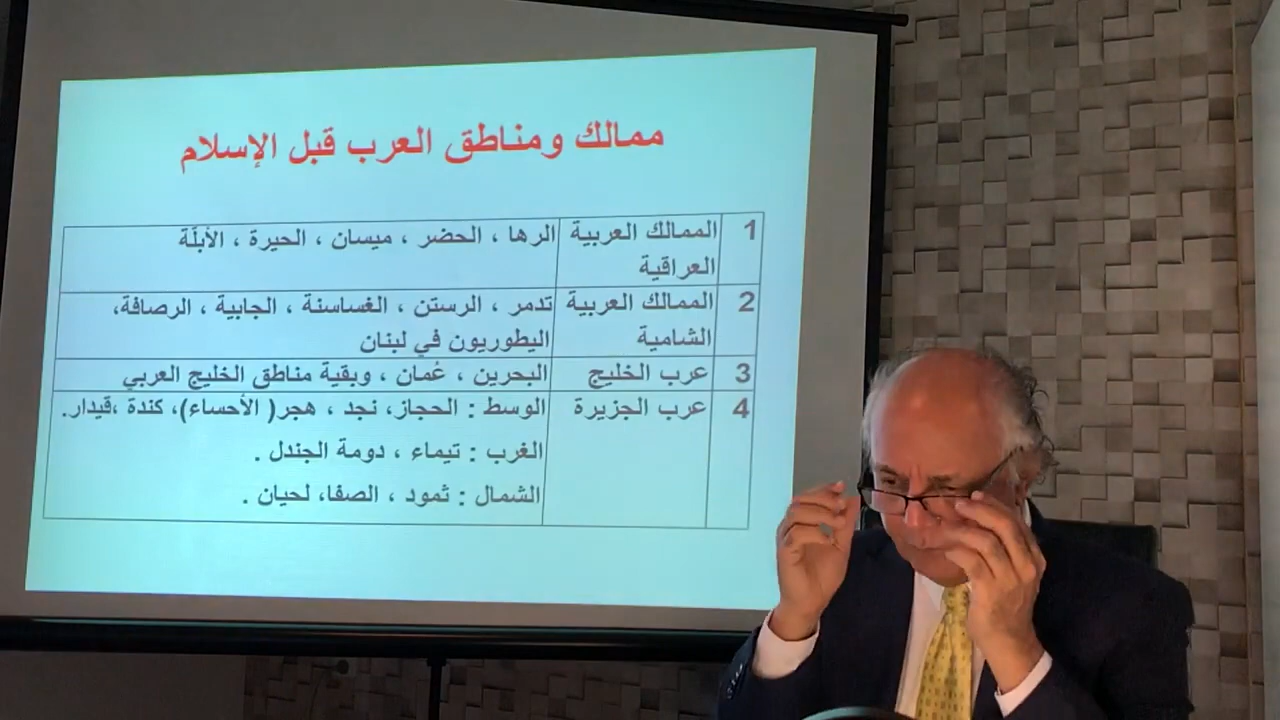 ممالك ومناطق العرب قبل الإسلام
1 الممالك العربية الرها ، الحضر ، ميسان ، الحيرة ، الأبلّة
العراقية
2 الممالك العربية تدمر ، الرستن ، الغساسنة ، الجابية ، الرصافة،
الشامية اليطوريون في لبنان
3 عرب الخليج البحرين ، عُمان ، وبقية مناطق الخليج العربي
4 عرب الجزيرة الوسط : الحجاز، نجد ، هجر( الأحساء)، كندة ،قيدار.
الغرب : تيماء ، دومة الجندل .
الشمال : ثمود ، الصفا، لحيان .